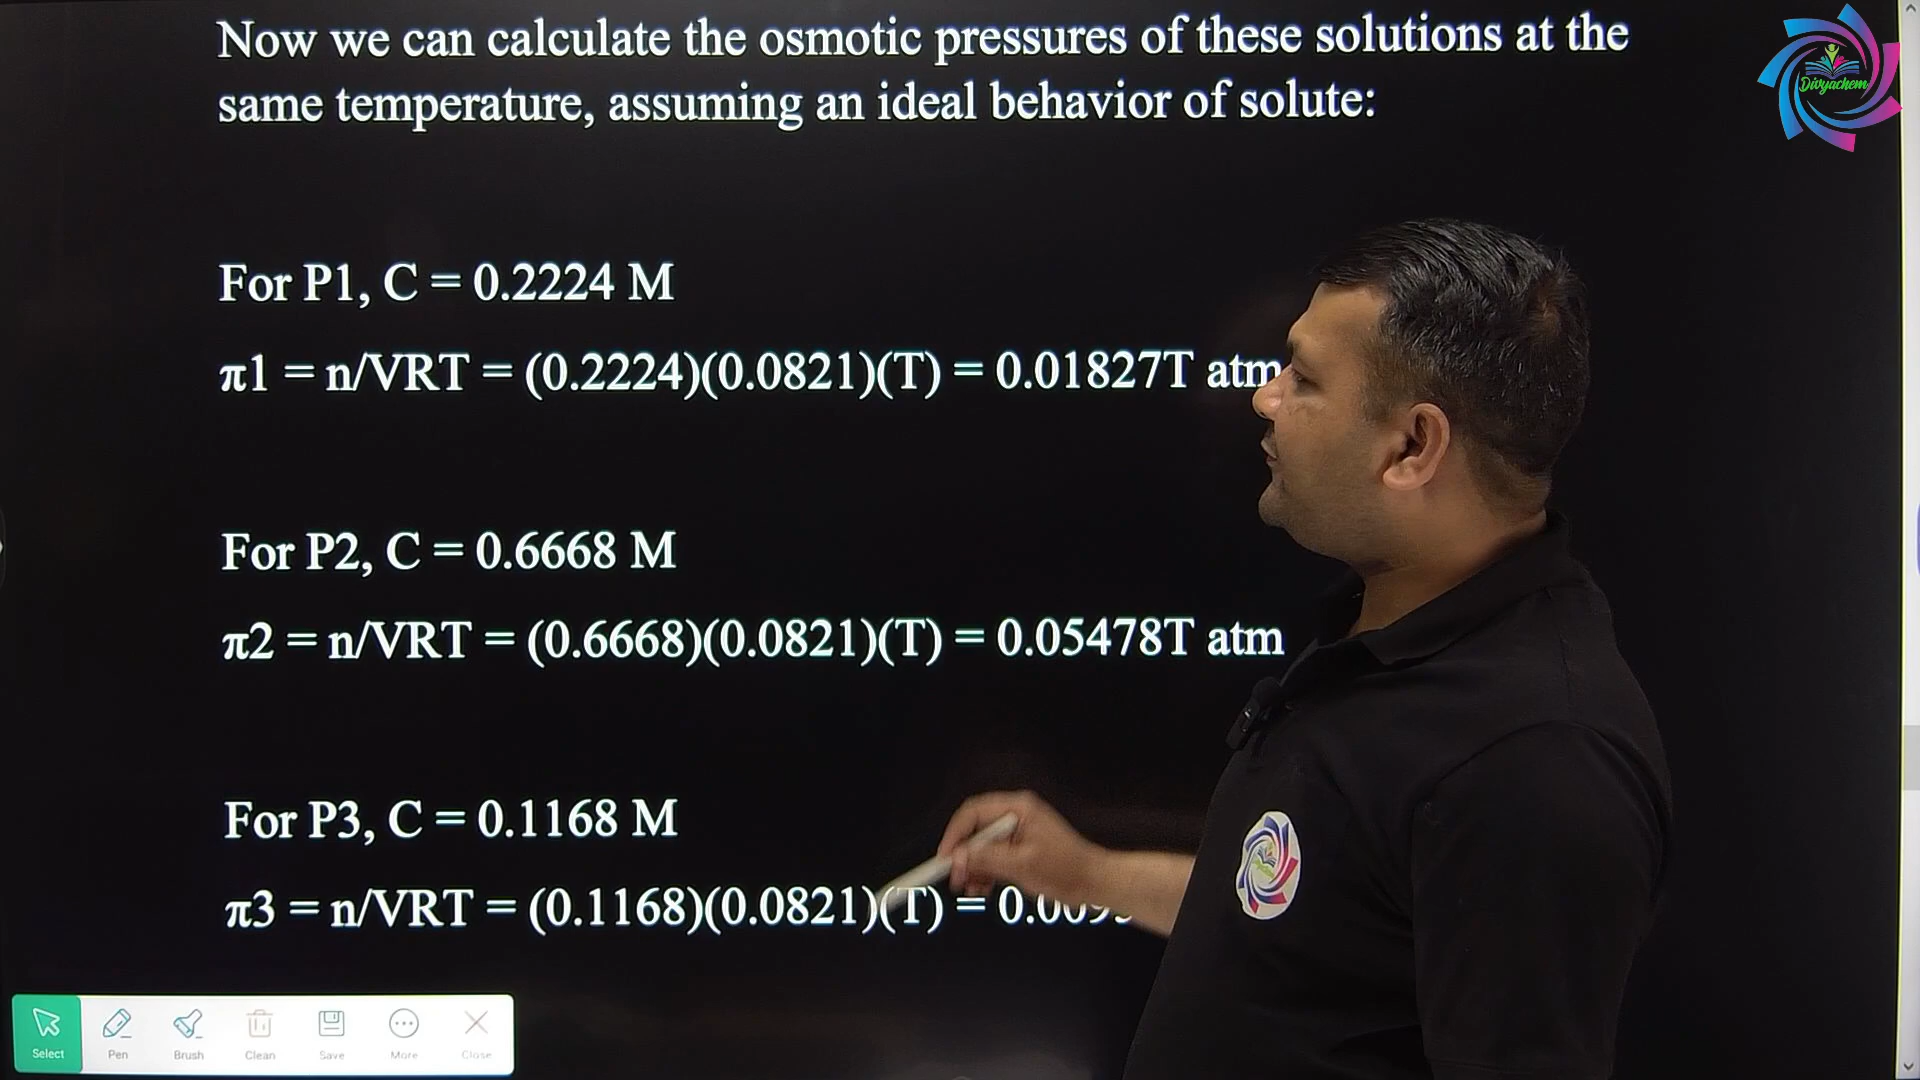 Now we can calculate the osmotic pressures of these solutions at the
same temperature, assuming an ideal behavior of solute:
Divyachem
For P1, C = 0.2224 M
π1 = n/VRT = (0.2224)(0.0821)(T) = 0.01827T atm
For P2, C = 0.6668 M
π2 = n/VRT = (0.6668)(0.0821)(T) = 0.05478T atm
For P3, C = 0.1168 M
π3 = n/VRT = (0.1168)(0.0821)(T) =
Select
Pen
Brush
Clean
Save
More
Close